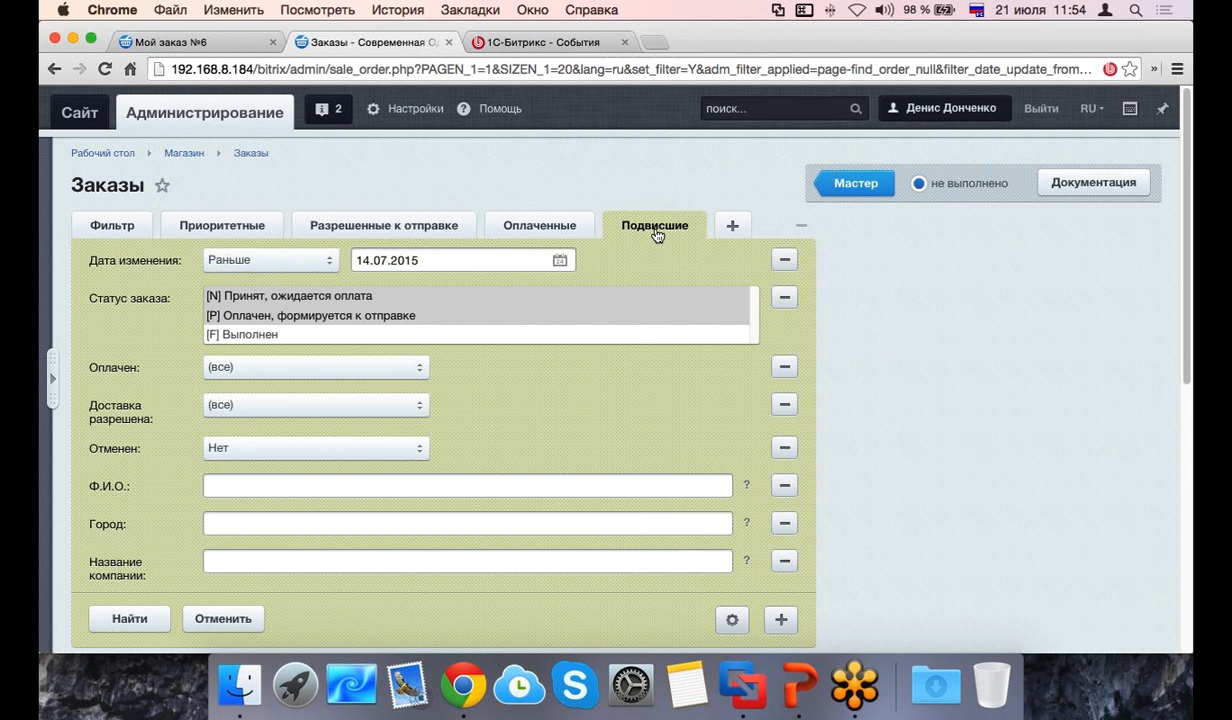 Chrome Файл Изменить Посмотреть История Закладки Окно Справка 98 % 21 июля 11:54
Мой заказ №6 × Заказы - Современная О × 1С-Битрикс - События ×
192.168.8.184/bitrix/admin/sale_order.php?PAGEN_1=1&SIZEN_1=20&lang=ru&set_filter=Y&adm_filter_applied=page-find_order_null&filter_date_update_from...
Сайт Администрирование 2 Настройки Помощь поиск... Денис Донченко Выйти RU
Рабочий стол Магазин Заказы
Заказы
Мастер не выполнено Документация
Фильтр Приоритетные Разрешенные к отправке Оплаченные Подвисшие +
Дата изменения: Раньше 14.07.2015
Статус заказа: [N] Принят, ожидается оплата
[P] Оплачен, формируется к отправке
[F] Выполнен
Оплачен: (все)
Доставка разрешена: (все)
Отменен: Нет
Ф.И.О.: ?
Город: ?
Название компании: ?
Найти Отменить